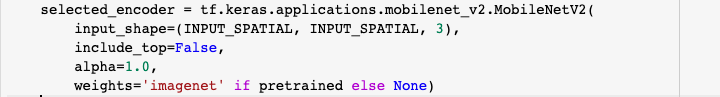 selected_encoder = tf.keras.applications.mobilenet_v2.MobileNetV2(
    input_shape=(INPUT_SPATIAL, INPUT_SPATIAL, 3),
    include_top=False,
    alpha=1.0,
    weights='imagenet' if pretrained else None)